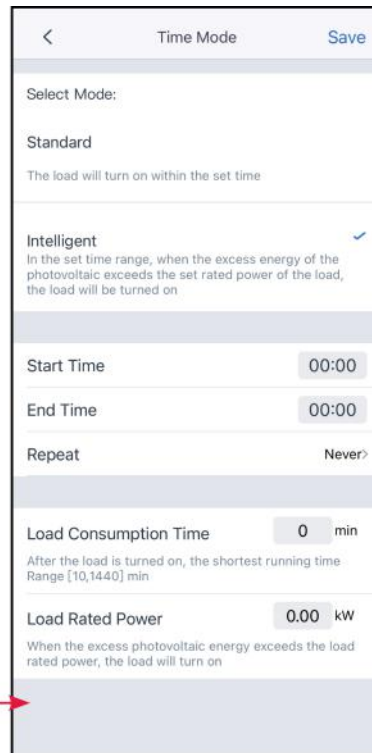 Time Mode Save
Select Mode:
Standard
The load will turn on within the set time
Intelligent
In the set time range, when the excess energy of the
photovoltaic exceeds the set rated power of the load,
the load will be turned on
Start Time 00:00
End Time 00:00
Repeat Never>
Load Consumption Time 0 min
After the load is turned on, the shortest running time
Range [10,1440] min
Load Rated Power 0.00 kW
When the excess photovoltaic energy exceeds the load
rated power, the load will turn on